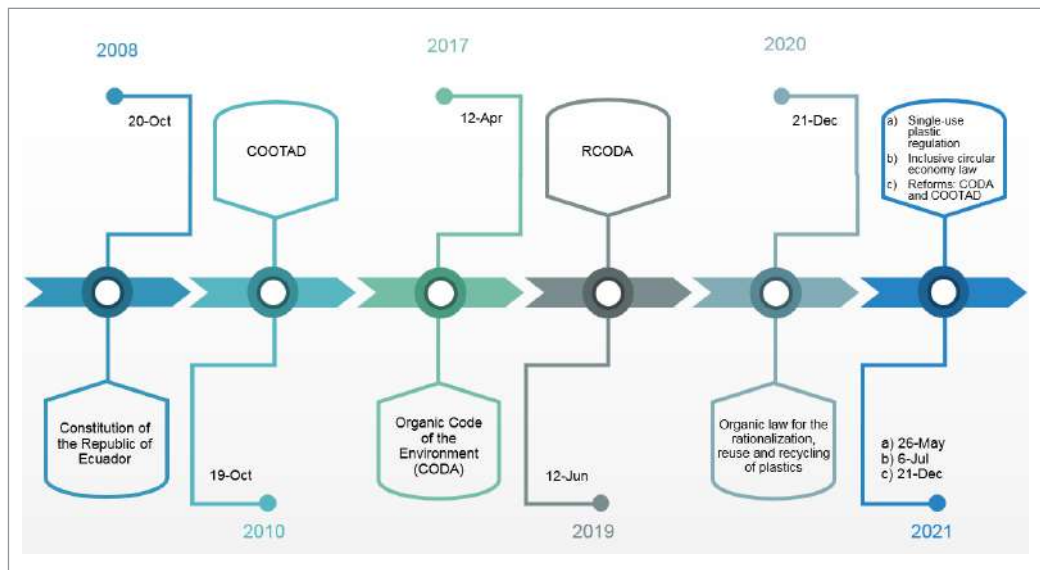 2008
2017
2020
20-Oct
COOTAD
12-Apr
RCODA
21-Dec
a) Single-use
plastic
regulation
b) Inclusive circular
economy law
c) Reforms: CODA
and COOTAD
Constitution of
the Republic of
Ecuador
19-Oct
Organic Code
of the
Environment
(CODA)
12-Jun
Organic law for the
rationalization,
reuse and recycling
of plastics
a) 26-May
b) 6-Jul
c) 21-Dec
2010
2019
2021